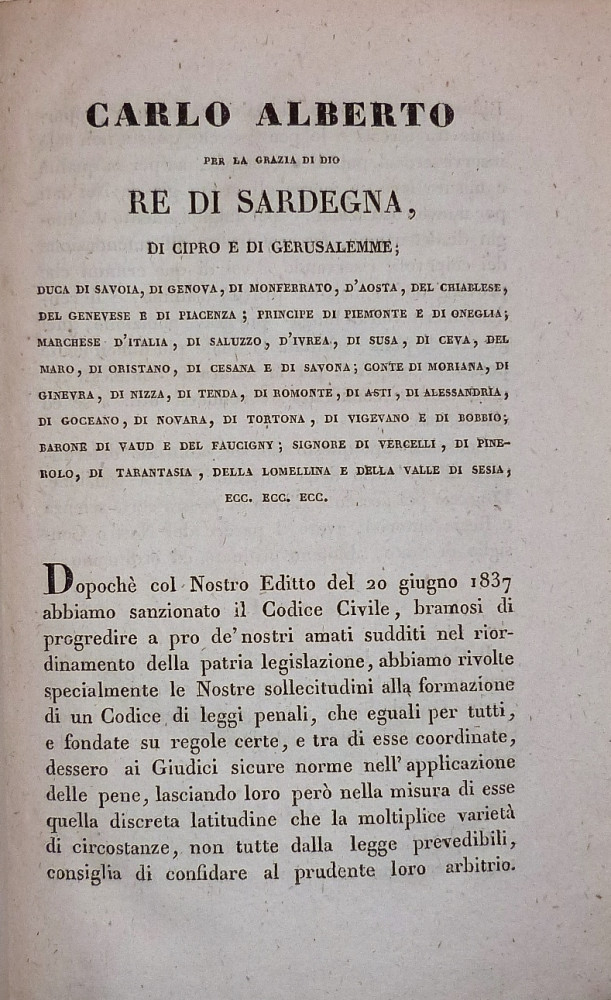 CARLO ALBERTO
PER LA GRAZIA DI DIO
RE DI SARDEGNA,
DI CIPRO E DI GERUSALEMME;
DUCA DI SAVOIA, DI GENOVA, DI MONFERRATO, D'AOSTA, DEL CHIABLESE,
DEL GENEVESE E DI PIACENZA; PRINCIPE DI PIEMONTE E DI ONEGLIA;
MARCHESE D'ITALIA, DI SALUZZO, D'IVREA, DI SUSA, DI CEVA, DEL
MARO, DI ORISTANO, DI CESANA E DI SAVONA; CONTE DI MORIANA, DI
GINEVRA, DI NIZZA, DI TENDA, DI ROMONTE, DI ASTI, DI ALESSANDRIA,
DI GOCEANO, DI NOVARA, DI TORTONA, DI VIGEVANO E DI BOBBIO;
BARONE DI VAUD E DEL FAUCIGNY; SIGNORE DI VERCELLI, DI PINE-
ROLO, DI TARANTASIA, DELLA LOMELLINA E DELLA VALLE DI SESIA,
ECC. ECC. ECC.
Dopochè col Nostro Editto del 20 giugno 1837
abbiamo sanzionato il Codice Civile, bramosi di
progredire a pro de' nostri amati sudditi nel rior-
dinamento della patria legislazione, abbiamo rivolte
specialmente le Nostre sollecitudini alla formazione
di un Codice di leggi penali, che eguali per tutti,
e fondate su regole certe, e tra di esse coordinate,
dessero ai Giudici sicure norme nell'applicazione
delle pene, lasciando loro però nella misura di esse
quella discreta latitudine che la moltiplice varietà
di circostanze, non tutte dalla legge prevedibili,
consiglia di confidare al prudente loro arbitrio.